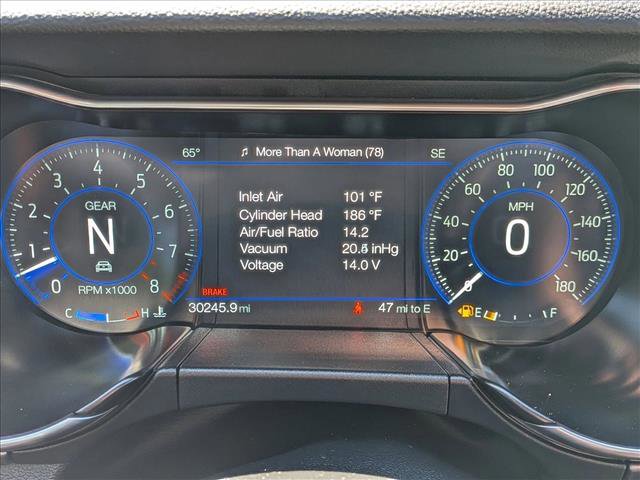 65° ♫ More Than A Woman (78) SE
Inlet Air 101 °F
Cylinder Head 186 °F
Air/Fuel Ratio 14.2
Vacuum inHg
Voltage 14.0 V
BRAKE
30245.9 mi 47 mi to E
GEAR
N
RPM x1000
0 1 2 3 4 5 6 7 8
C H
MPH
0
0 20 40 60 80 100 120 140 160 180
E F